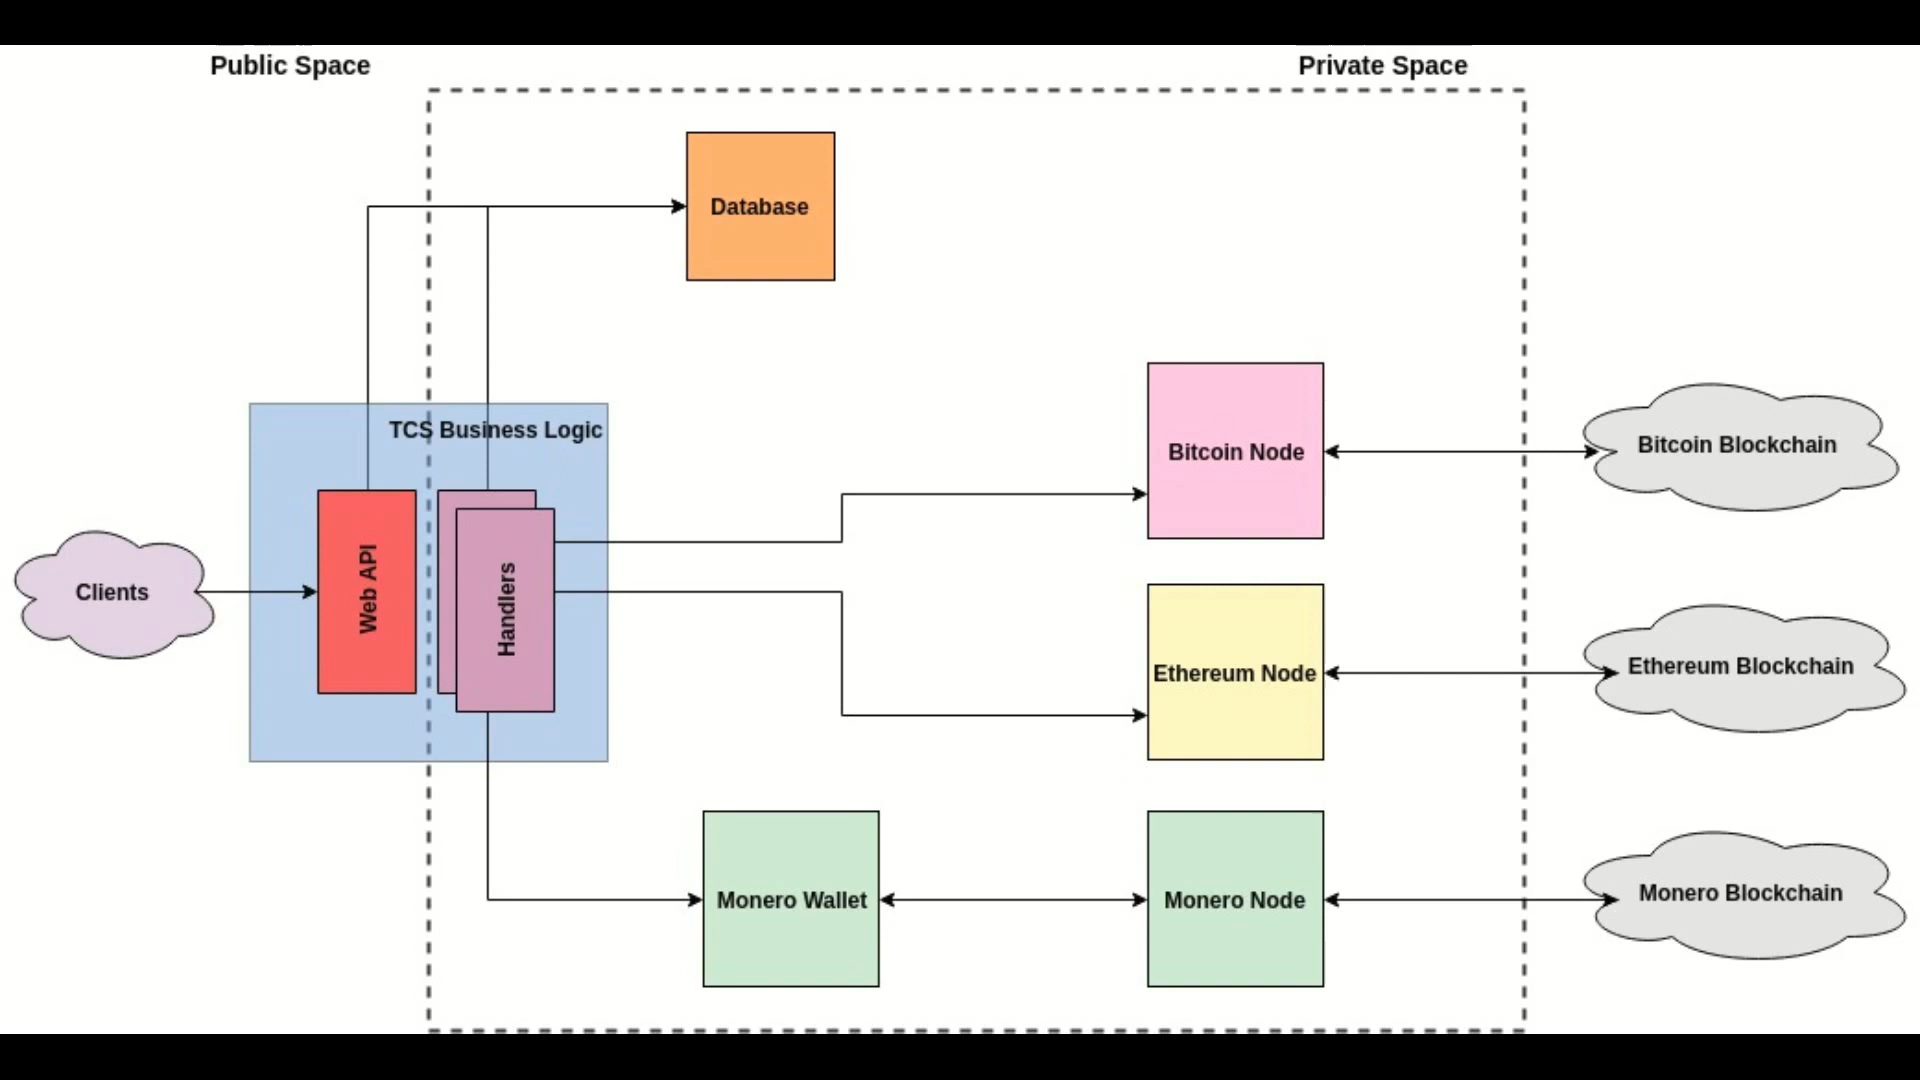 Public Space
Private Space
Database
TCS Business Logic
Bitcoin Node
Bitcoin Blockchain
Clients
Web API
Handlers
Ethereum Node
Ethereum Blockchain
Monero Wallet
Monero Node
Monero Blockchain